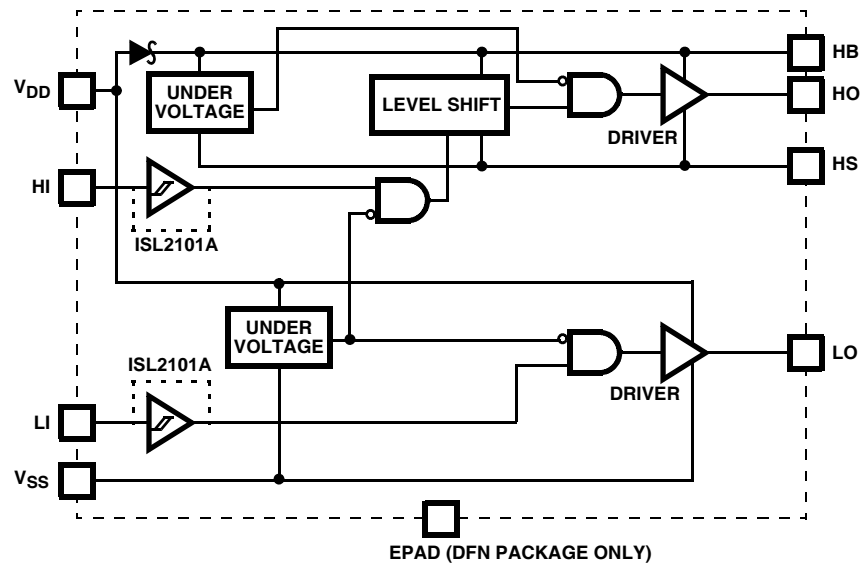 HB
V_DD
UNDER
VOLTAGE
LEVEL SHIFT
HO
DRIVER
HS
HI
ISL2101A
UNDER
VOLTAGE
LO
ISL2101A
DRIVER
LI
V_SS
EPAD (DFN PACKAGE ONLY)